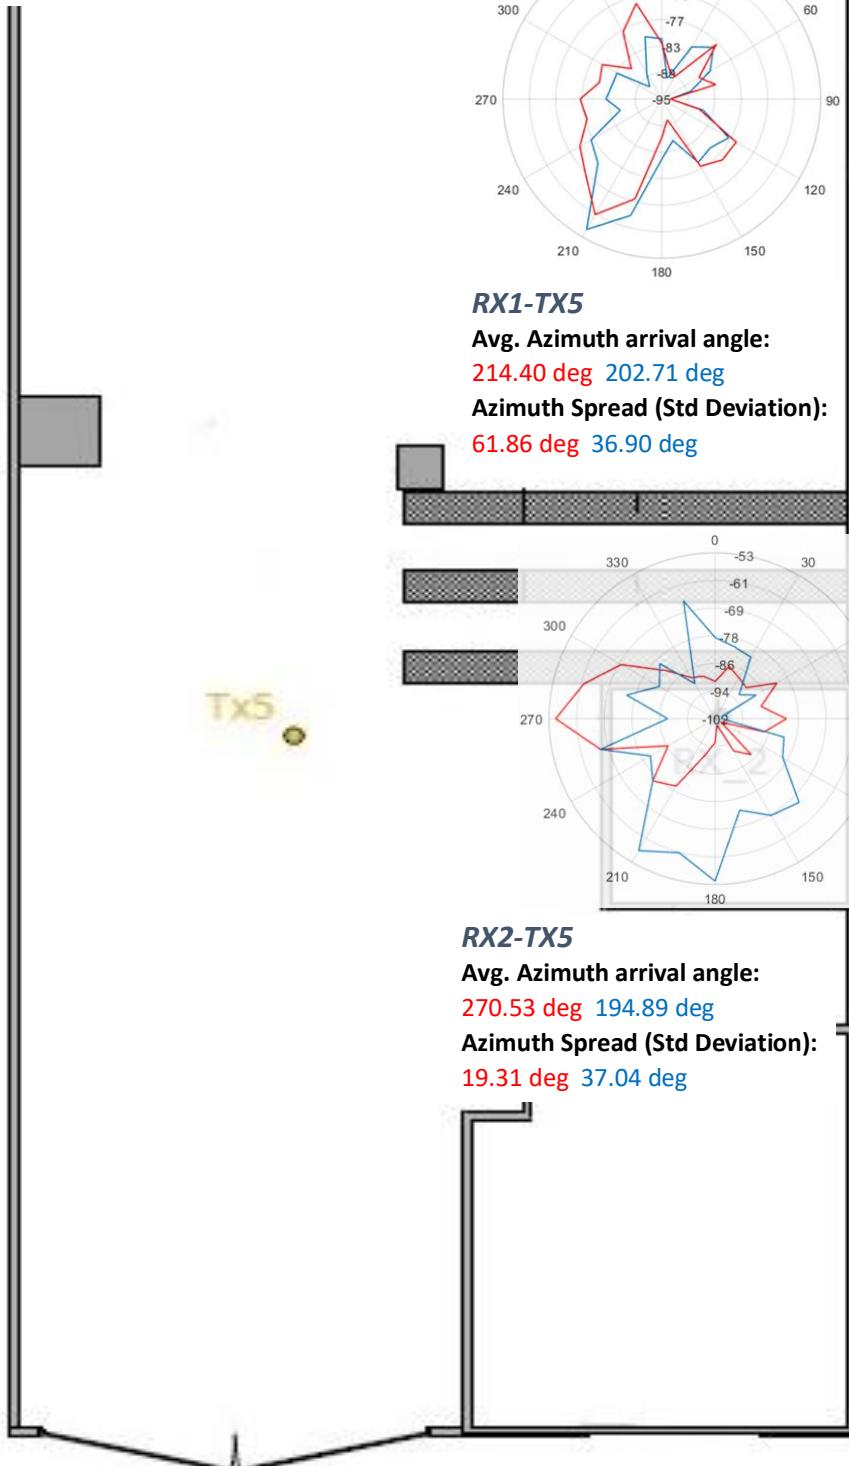 300
-77
60
-83
-89
270
-95
90
240
120
210
150
180
RX1-TX5
Avg. Azimuth arrival angle:
214.40 deg 202.71 deg
Azimuth Spread (Std Deviation):
61.86 deg 36.90 deg
0
330
-53
30
-61
300
-69
-78
-86
-94
Tx5
270
-102
RX_2
240
210
150
180
RX2-TX5
Avg. Azimuth arrival angle:
270.53 deg 194.89 deg
Azimuth Spread (Std Deviation):
19.31 deg 37.04 deg